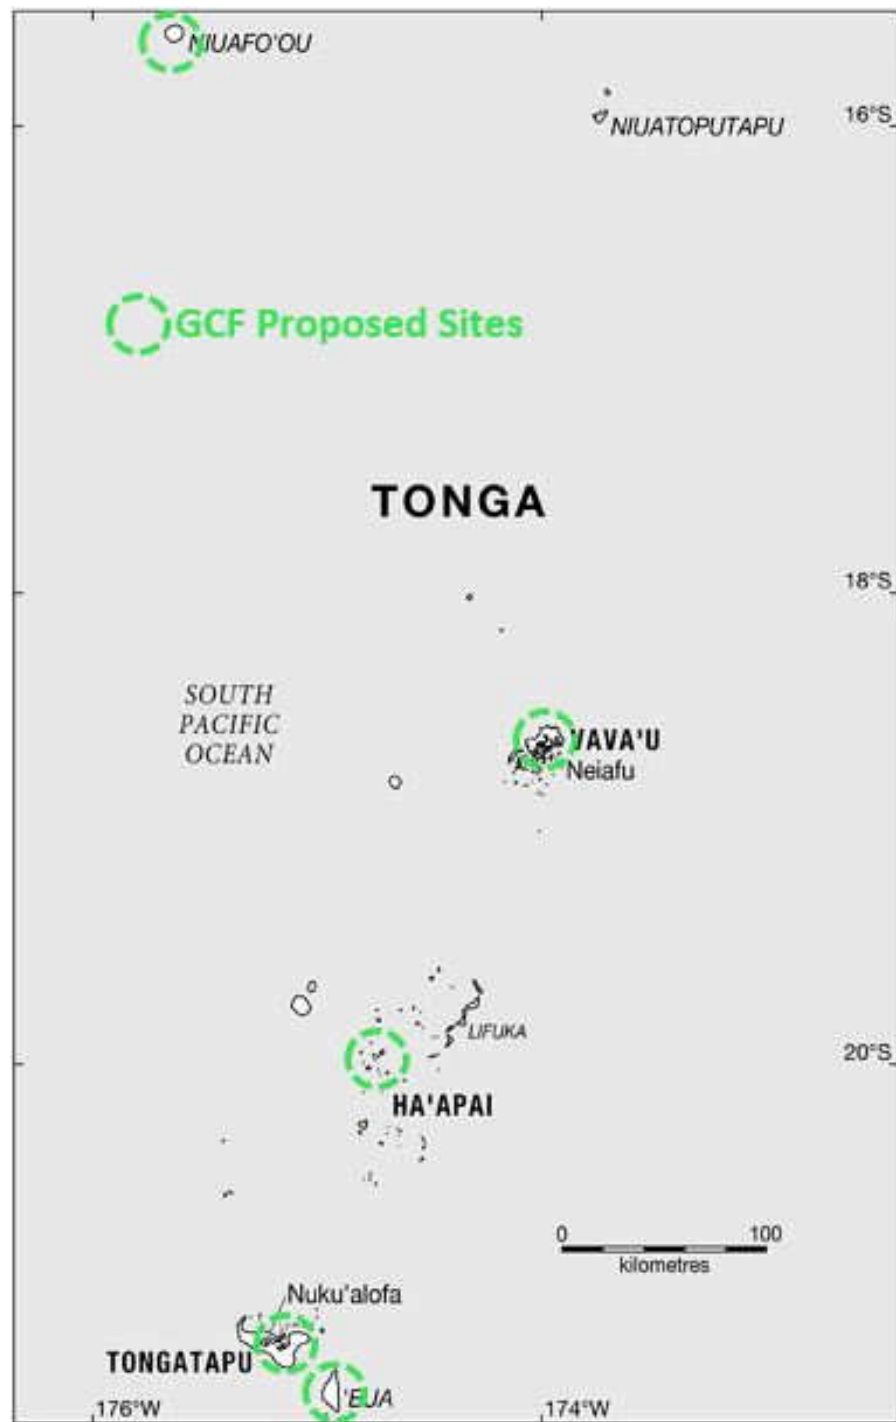 NIUAFO'OU
NIUATOPUTAPU
16°S
GCF Proposed Sites
TONGA
18°S
SOUTH
PACIFIC
OCEAN
VAVA'U
Neiafu
LIFUKA
20°S
HA'APAI
0 100
kilometres
Nuku'alofa
TONGATAPU
'EUA
176°W 174°W